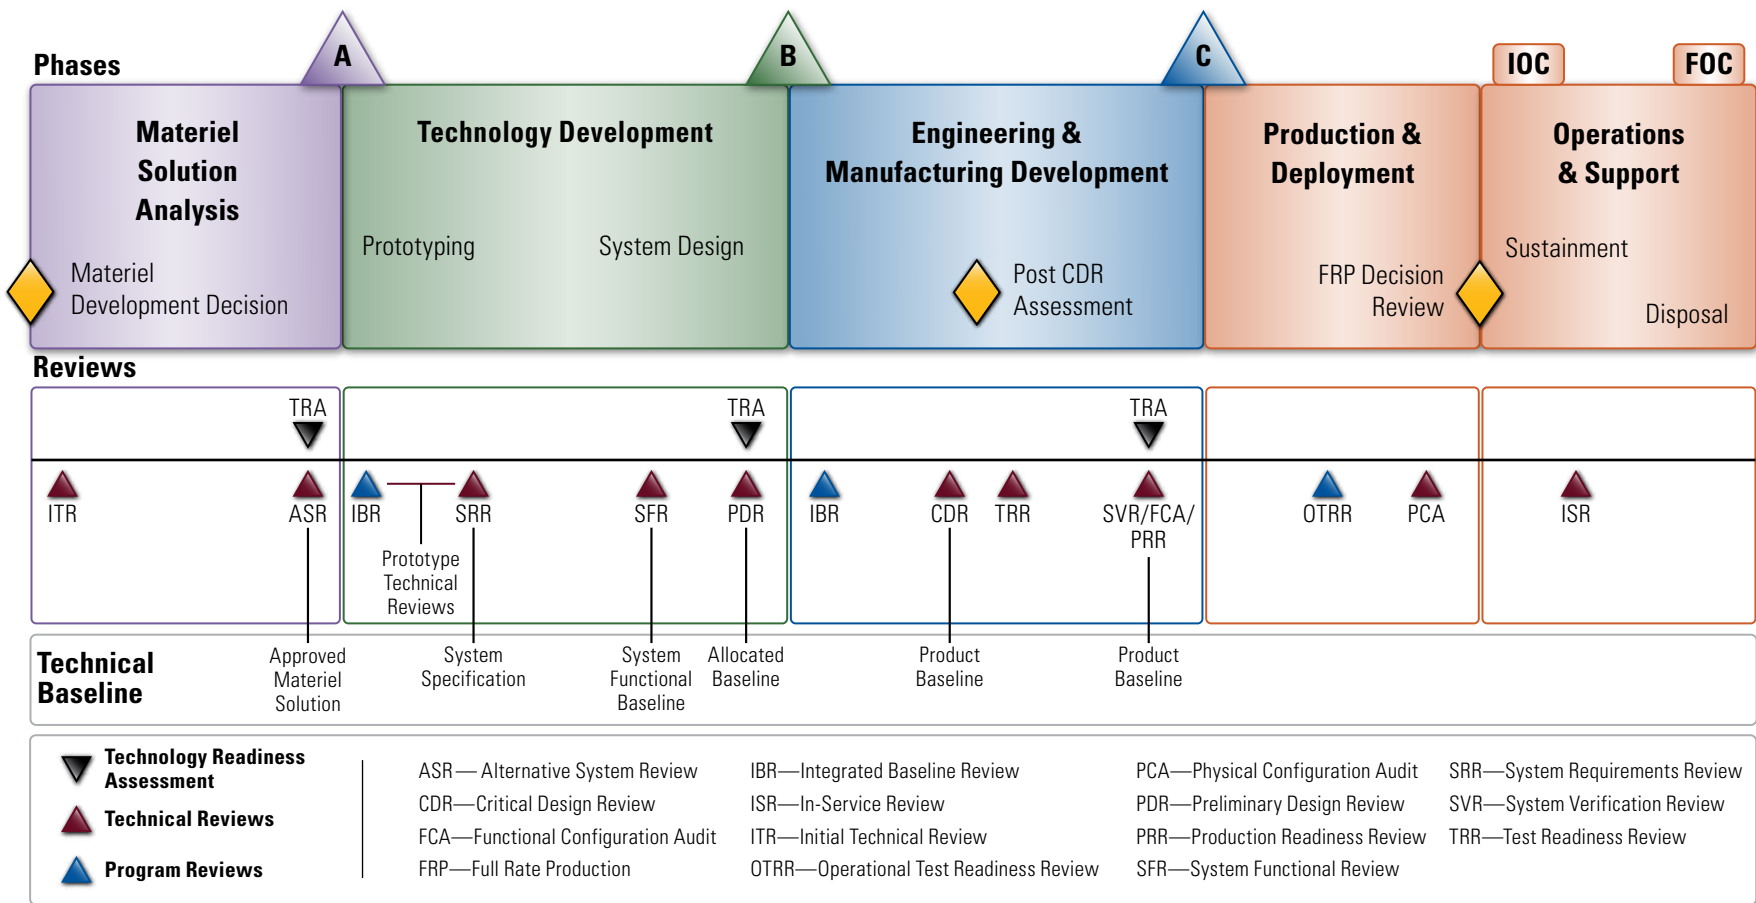 A
B
C
IOC
FOC
Phases
Materiel
Solution
Analysis
Materiel
Development Decision
Technology Development
Prototyping
System Design
Engineering &
Manufacturing Development
Post CDR
Assessment
Production &
Deployment
FRP Decision
Review
Operations
& Support
Sustainment
Disposal
Reviews
TRA
TRA
TRA
ITR
ASR
IBR
SRR
SFR
PDR
IBR
CDR
TRR
SVR/FCA/
PRR
OTRR
PCA
ISR
Prototype
Technical
Reviews
Technical
Baseline
Approved
Materiel
Solution
System
Specification
System
Functional
Baseline
Allocated
Baseline
Product
Baseline
Product
Baseline
Technology Readiness
Assessment
Technical Reviews
Program Reviews
ASR — Alternative System Review
CDR—Critical Design Review
FCA—Functional Configuration Audit
FRP—Full Rate Production
IBR—Integrated Baseline Review
ISR—In-Service Review
ITR—Initial Technical Review
OTRR—Operational Test Readiness Review
PCA—Physical Configuration Audit
PDR—Preliminary Design Review
PRR—Production Readiness Review
SFR—System Functional Review
SRR—System Requirements Review
SVR—System Verification Review
TRR—Test Readiness Review